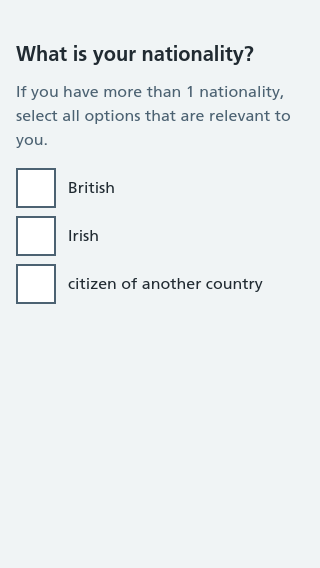 What is your nationality?
If you have more than 1 nationality,
select all options that are relevant to
you.
British
Irish
citizen of another country